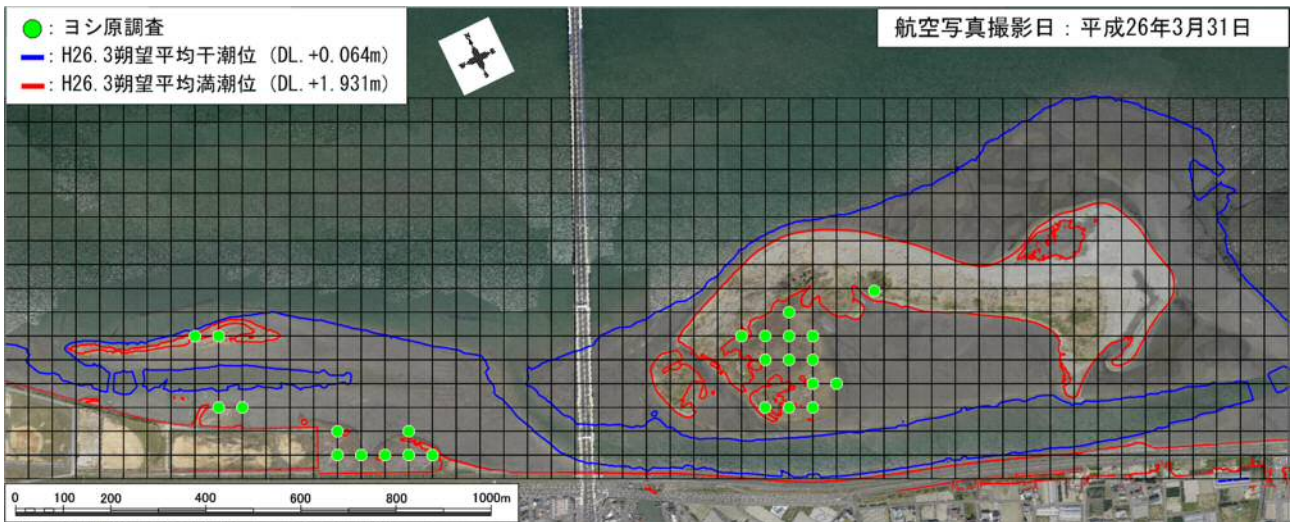 ：ヨシ原調査
：H26.3朔望平均干潮位 (DL.+0.064m)
：H26.3朔望平均満潮位 (DL.+1.931m)
航空写真撮影日：平成26年3月31日
0 100 200 400 600 800 1000m